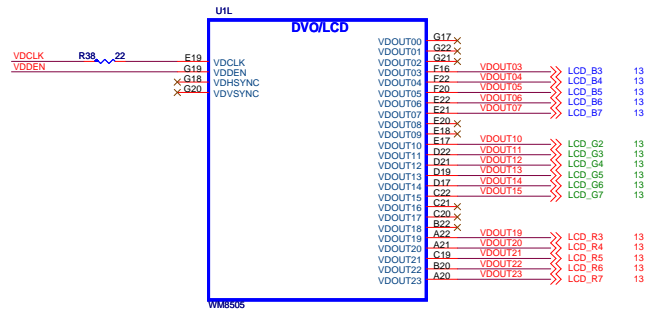 U1L
DVO/LCD
VDCLK R38 22 E19 VDCLK
VDDEN G19 VDDEN
G18 VDHSYNC
G20 VDVSYNC
VDOUT00 G17
VDOUT01 G22
VDOUT02 G21
VDOUT03 F16 VDOUT03 LCD_B3 13
VDOUT04 F22 VDOUT04 LCD_B4 13
VDOUT05 F20 VDOUT05 LCD_B5 13
VDOUT06 E22 VDOUT06 LCD_B6 13
VDOUT07 E21 VDOUT07 LCD_B7 13
VDOUT08 E20
VDOUT09 E18
VDOUT10 E17 VDOUT10 LCD_G2 13
VDOUT11 D22 VDOUT11 LCD_G3 13
VDOUT12 D21 VDOUT12 LCD_G4 13
VDOUT13 D19 VDOUT13 LCD_G5 13
VDOUT14 D17 VDOUT14 LCD_G6 13
VDOUT15 C22 VDOUT15 LCD_G7 13
VDOUT16 C21
VDOUT17 C20
VDOUT18 B22
VDOUT19 A22 VDOUT19 LCD_R3 13
VDOUT20 A21 VDOUT20 LCD_R4 13
VDOUT21 C19 VDOUT21 LCD_R5 13
VDOUT22 B20 VDOUT22 LCD_R6 13
VDOUT23 A20 VDOUT23 LCD_R7 13
WM8505